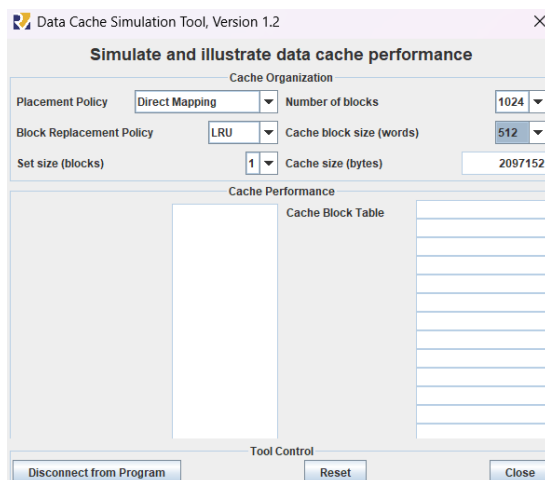 Data Cache Simulation Tool, Version 1.2
Simulate and illustrate data cache performance
Cache Organization
Placement Policy Direct Mapping Number of blocks 1024
Block Replacement Policy LRU Cache block size (words) 512
Set size (blocks) 1 Cache size (bytes) 2097152
Cache Performance
Cache Block Table
Tool Control
Disconnect from Program Reset Close